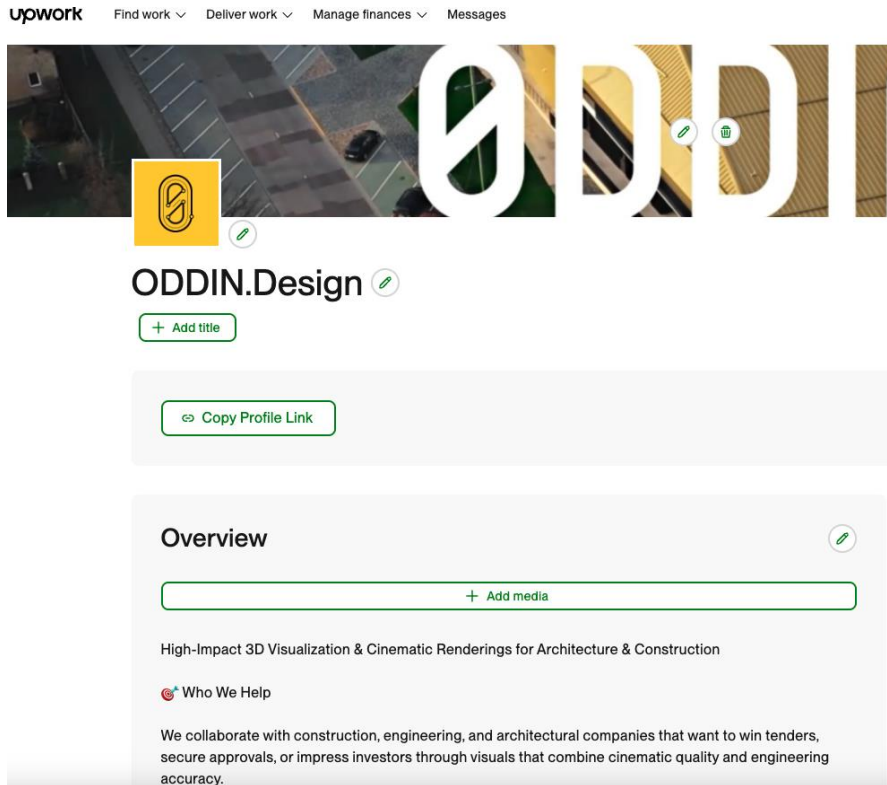 upwork Find work Deliver work Manage finances Messages
ØDDI
ODDIN.Design
Add title
Copy Profile Link
Overview
Add media
High-Impact 3D Visualization & Cinematic Renderings for Architecture & Construction
🎯 Who We Help
We collaborate with construction, engineering, and architectural companies that want to win tenders,
secure approvals, or impress investors through visuals that combine cinematic quality and engineering
accuracy.